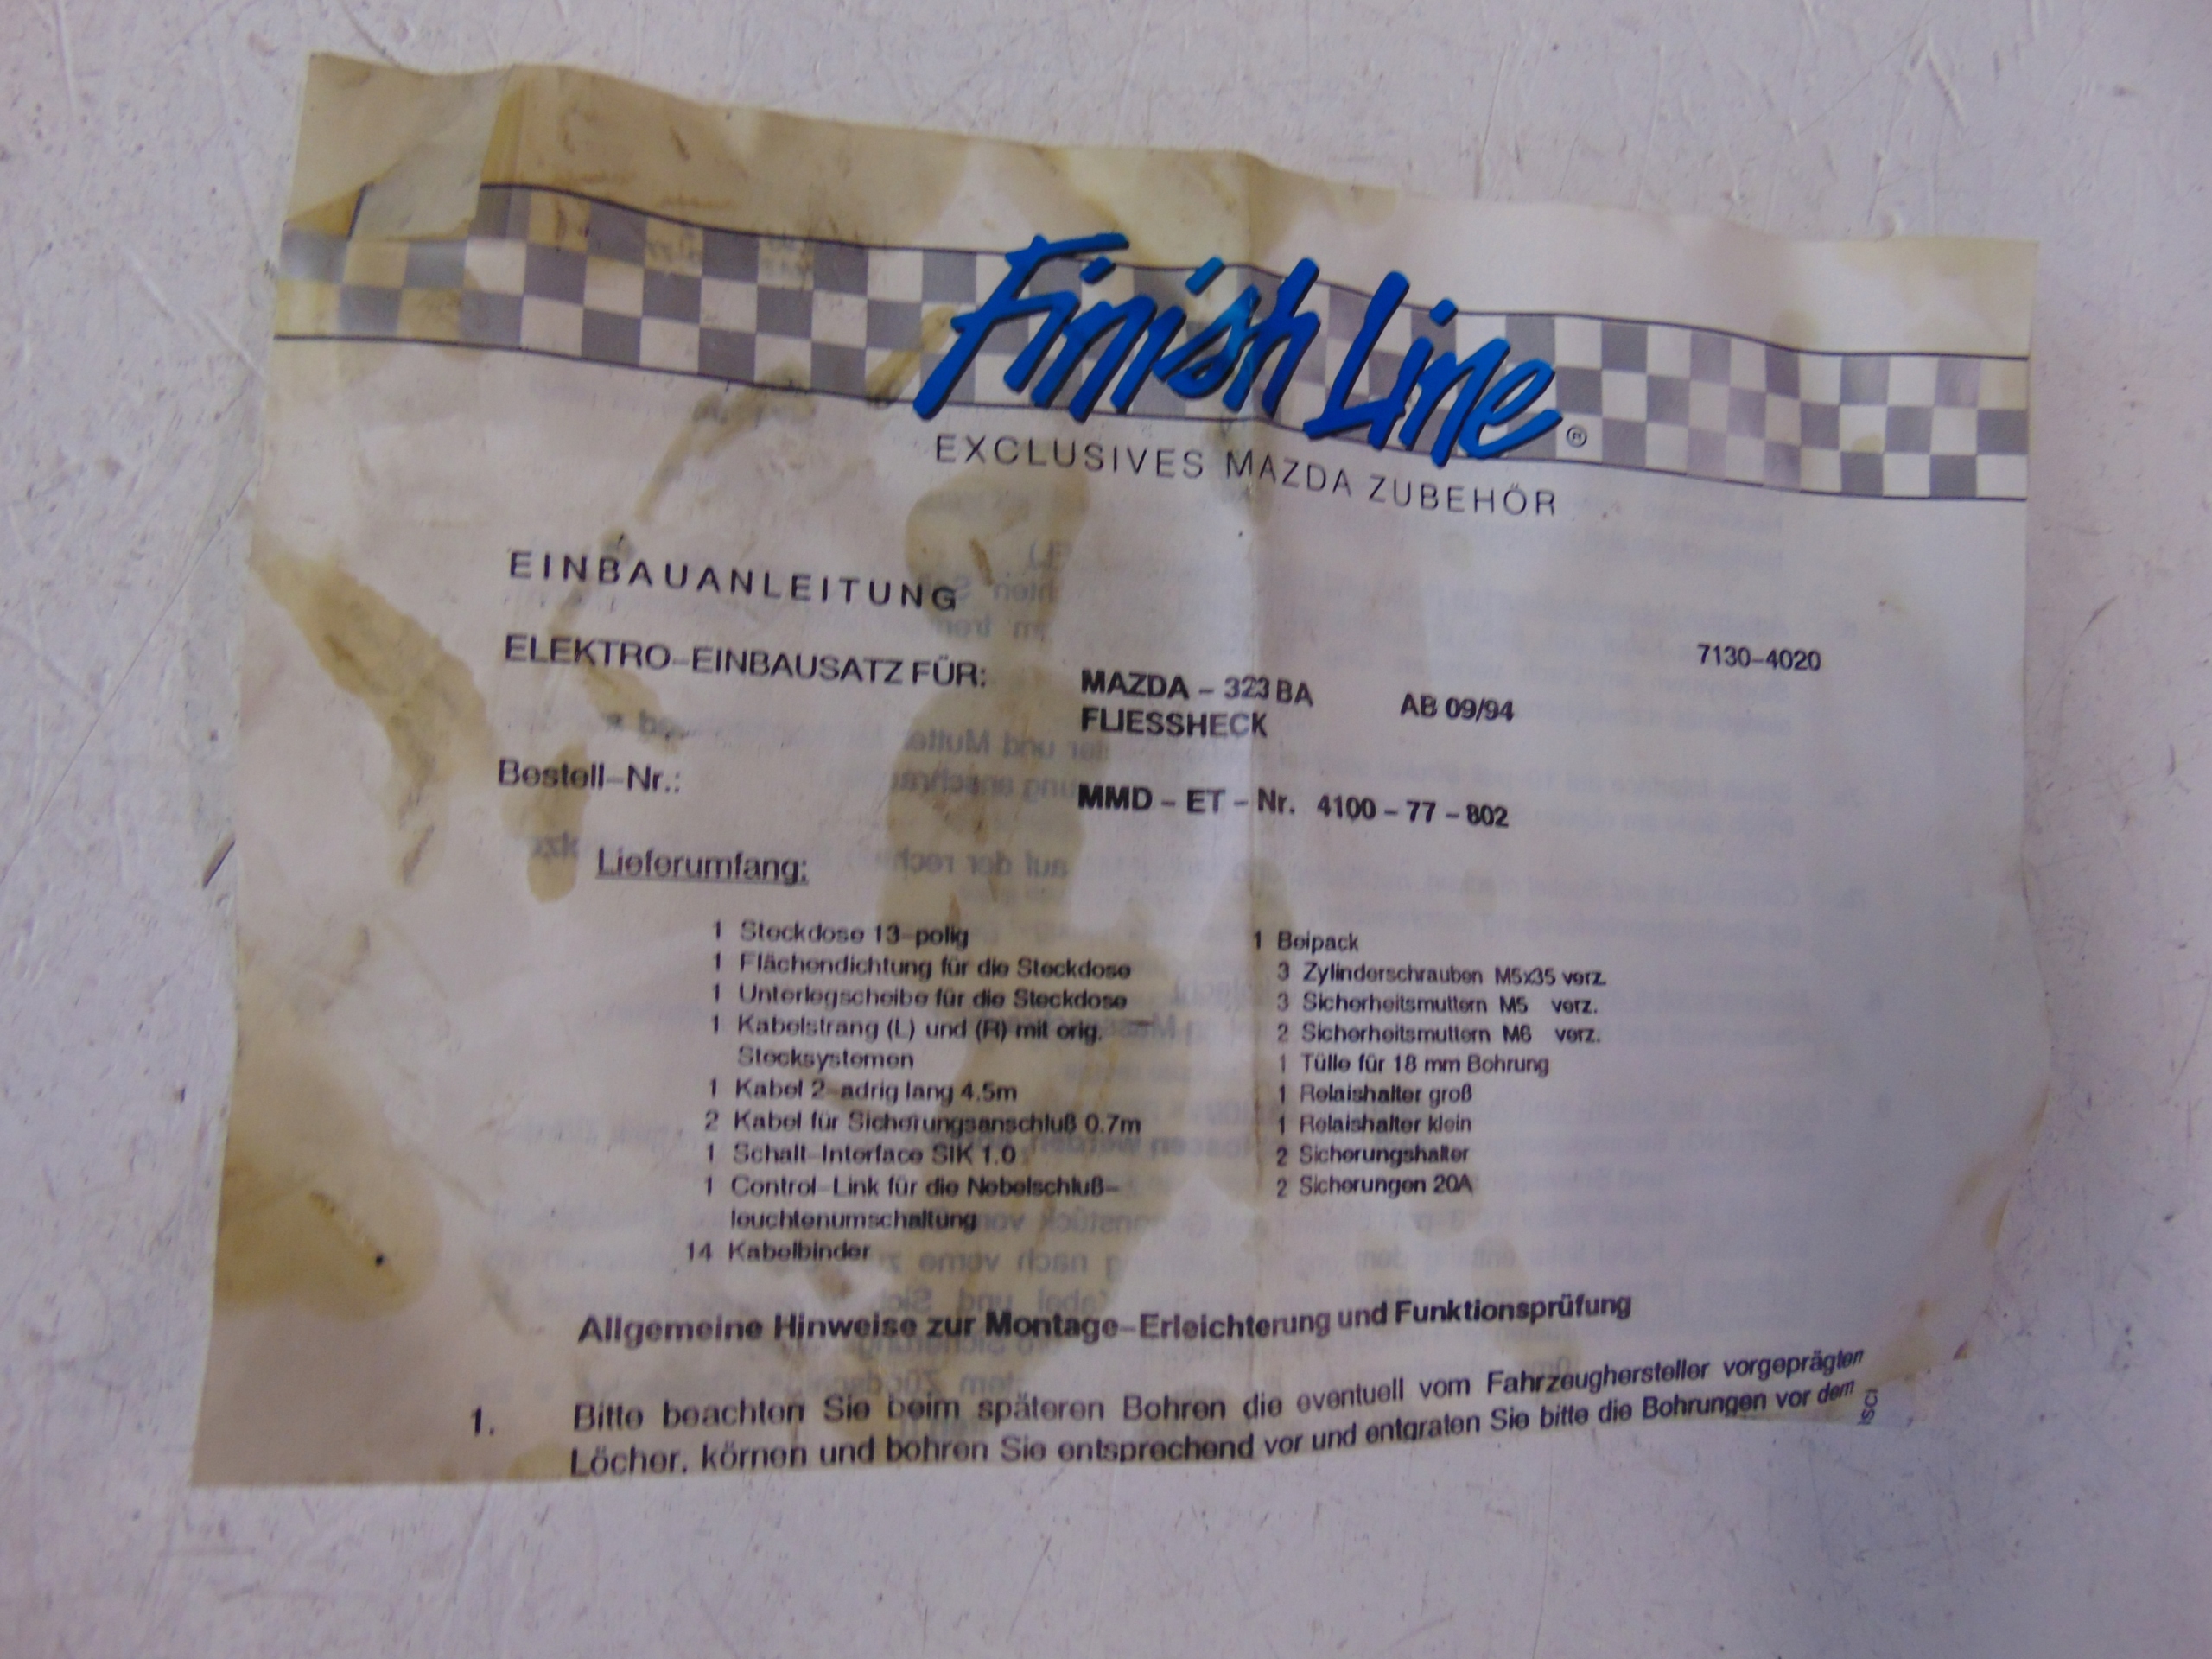 Finish Line ®
EXCLUSIVES MAZDA ZUBEHÖR
EINBAUANLEITUNG
7130-4020
ELEKTRO-EINBAUSATZ FÜR:
MAZDA - 323 BA AB 09/94
FLIESSHECK
Bestell-Nr.:
MMD - ET - Nr. 4100 - 77 - 802
Lieferumfang:
1 Steckdose 13-polig
1 Flächendichtung für die Steckdose
1 Unterlegscheibe für die Steckdose
1 Kabelstrang (L) und (R) mit orig.
Stecksystemen
1 Kabel 2-adrig lang 4.5m
2 Kabel für Sicherungsanschluß 0.7m
1 Schalt-Interface SIK 1.0
1 Control-Link für die Nebelschluß-
leuchtenumschaltung
14 Kabelbinder
1 Beipack
3 Zylinderschrauben M5x35 verz.
3 Sicherheitsmuttern M5 verz.
2 Sicherheitsmuttern M6 verz.
1 Tülle für 18 mm Bohrung
1 Relaishalter groß
1 Relaishalter klein
2 Sicherungshalter
2 Sicherungen 20A
Allgemeine Hinweise zur Montage-Erleichterung und Funktionsprüfung
1. Bitte beachten Sie beim späteren Bohren die eventuell vom Fahrzeughersteller vorgeprägten
Löcher, körnen und bohren Sie entsprechend vor und entgraten Sie bitte die Bohrungen vor dem